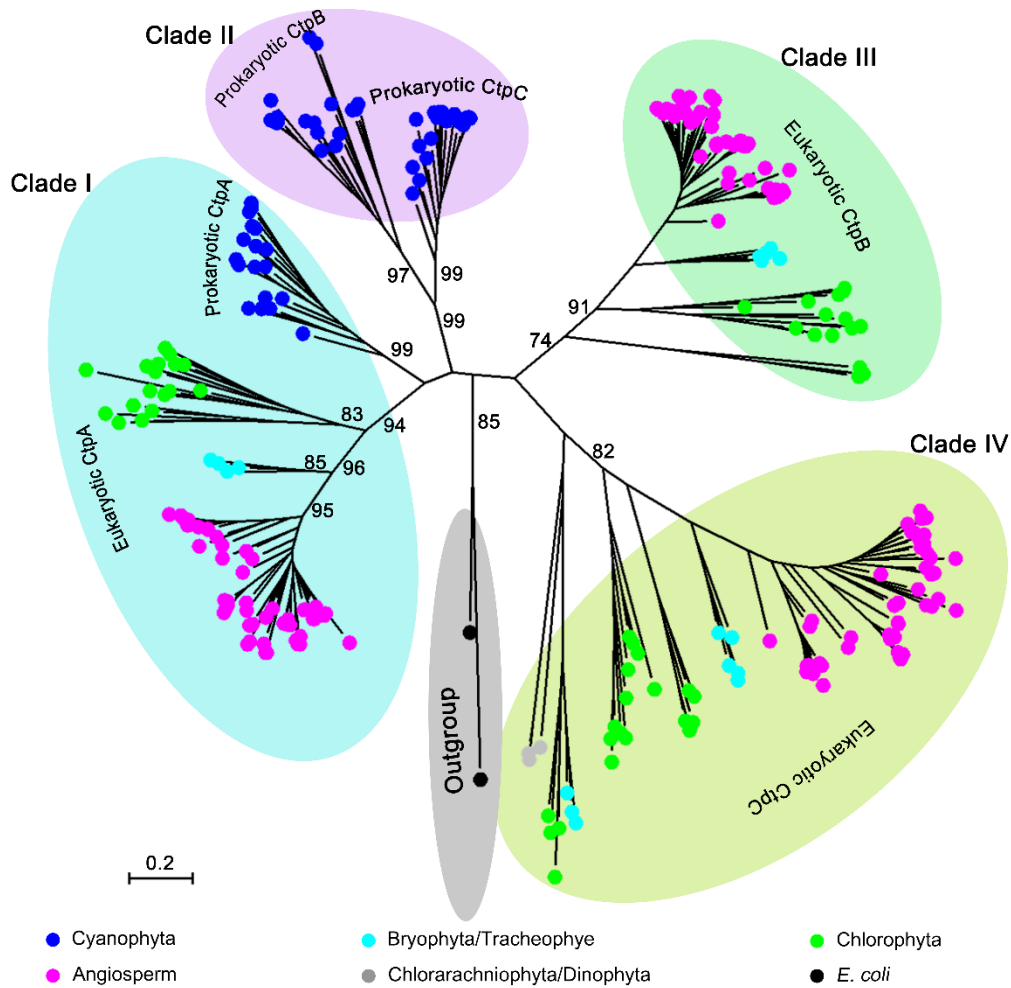 Clade II
Prokaryotic CtpB
Prokaryotic CtpC
Clade III
Eukaryotic CtpB
Clade I
Prokaryotic CtpA
97
99
99
91
74
99
83
94
85
85
96
95
82
Eukaryotic CtpA
Clade IV
Outgroup
Eukaryotic CtpC
0.2
Cyanophyta
Bryophyta/Tracheophye
Chlorophyta
Angiosperm
Chlorarachniophyta/Dinophyta
E. coli